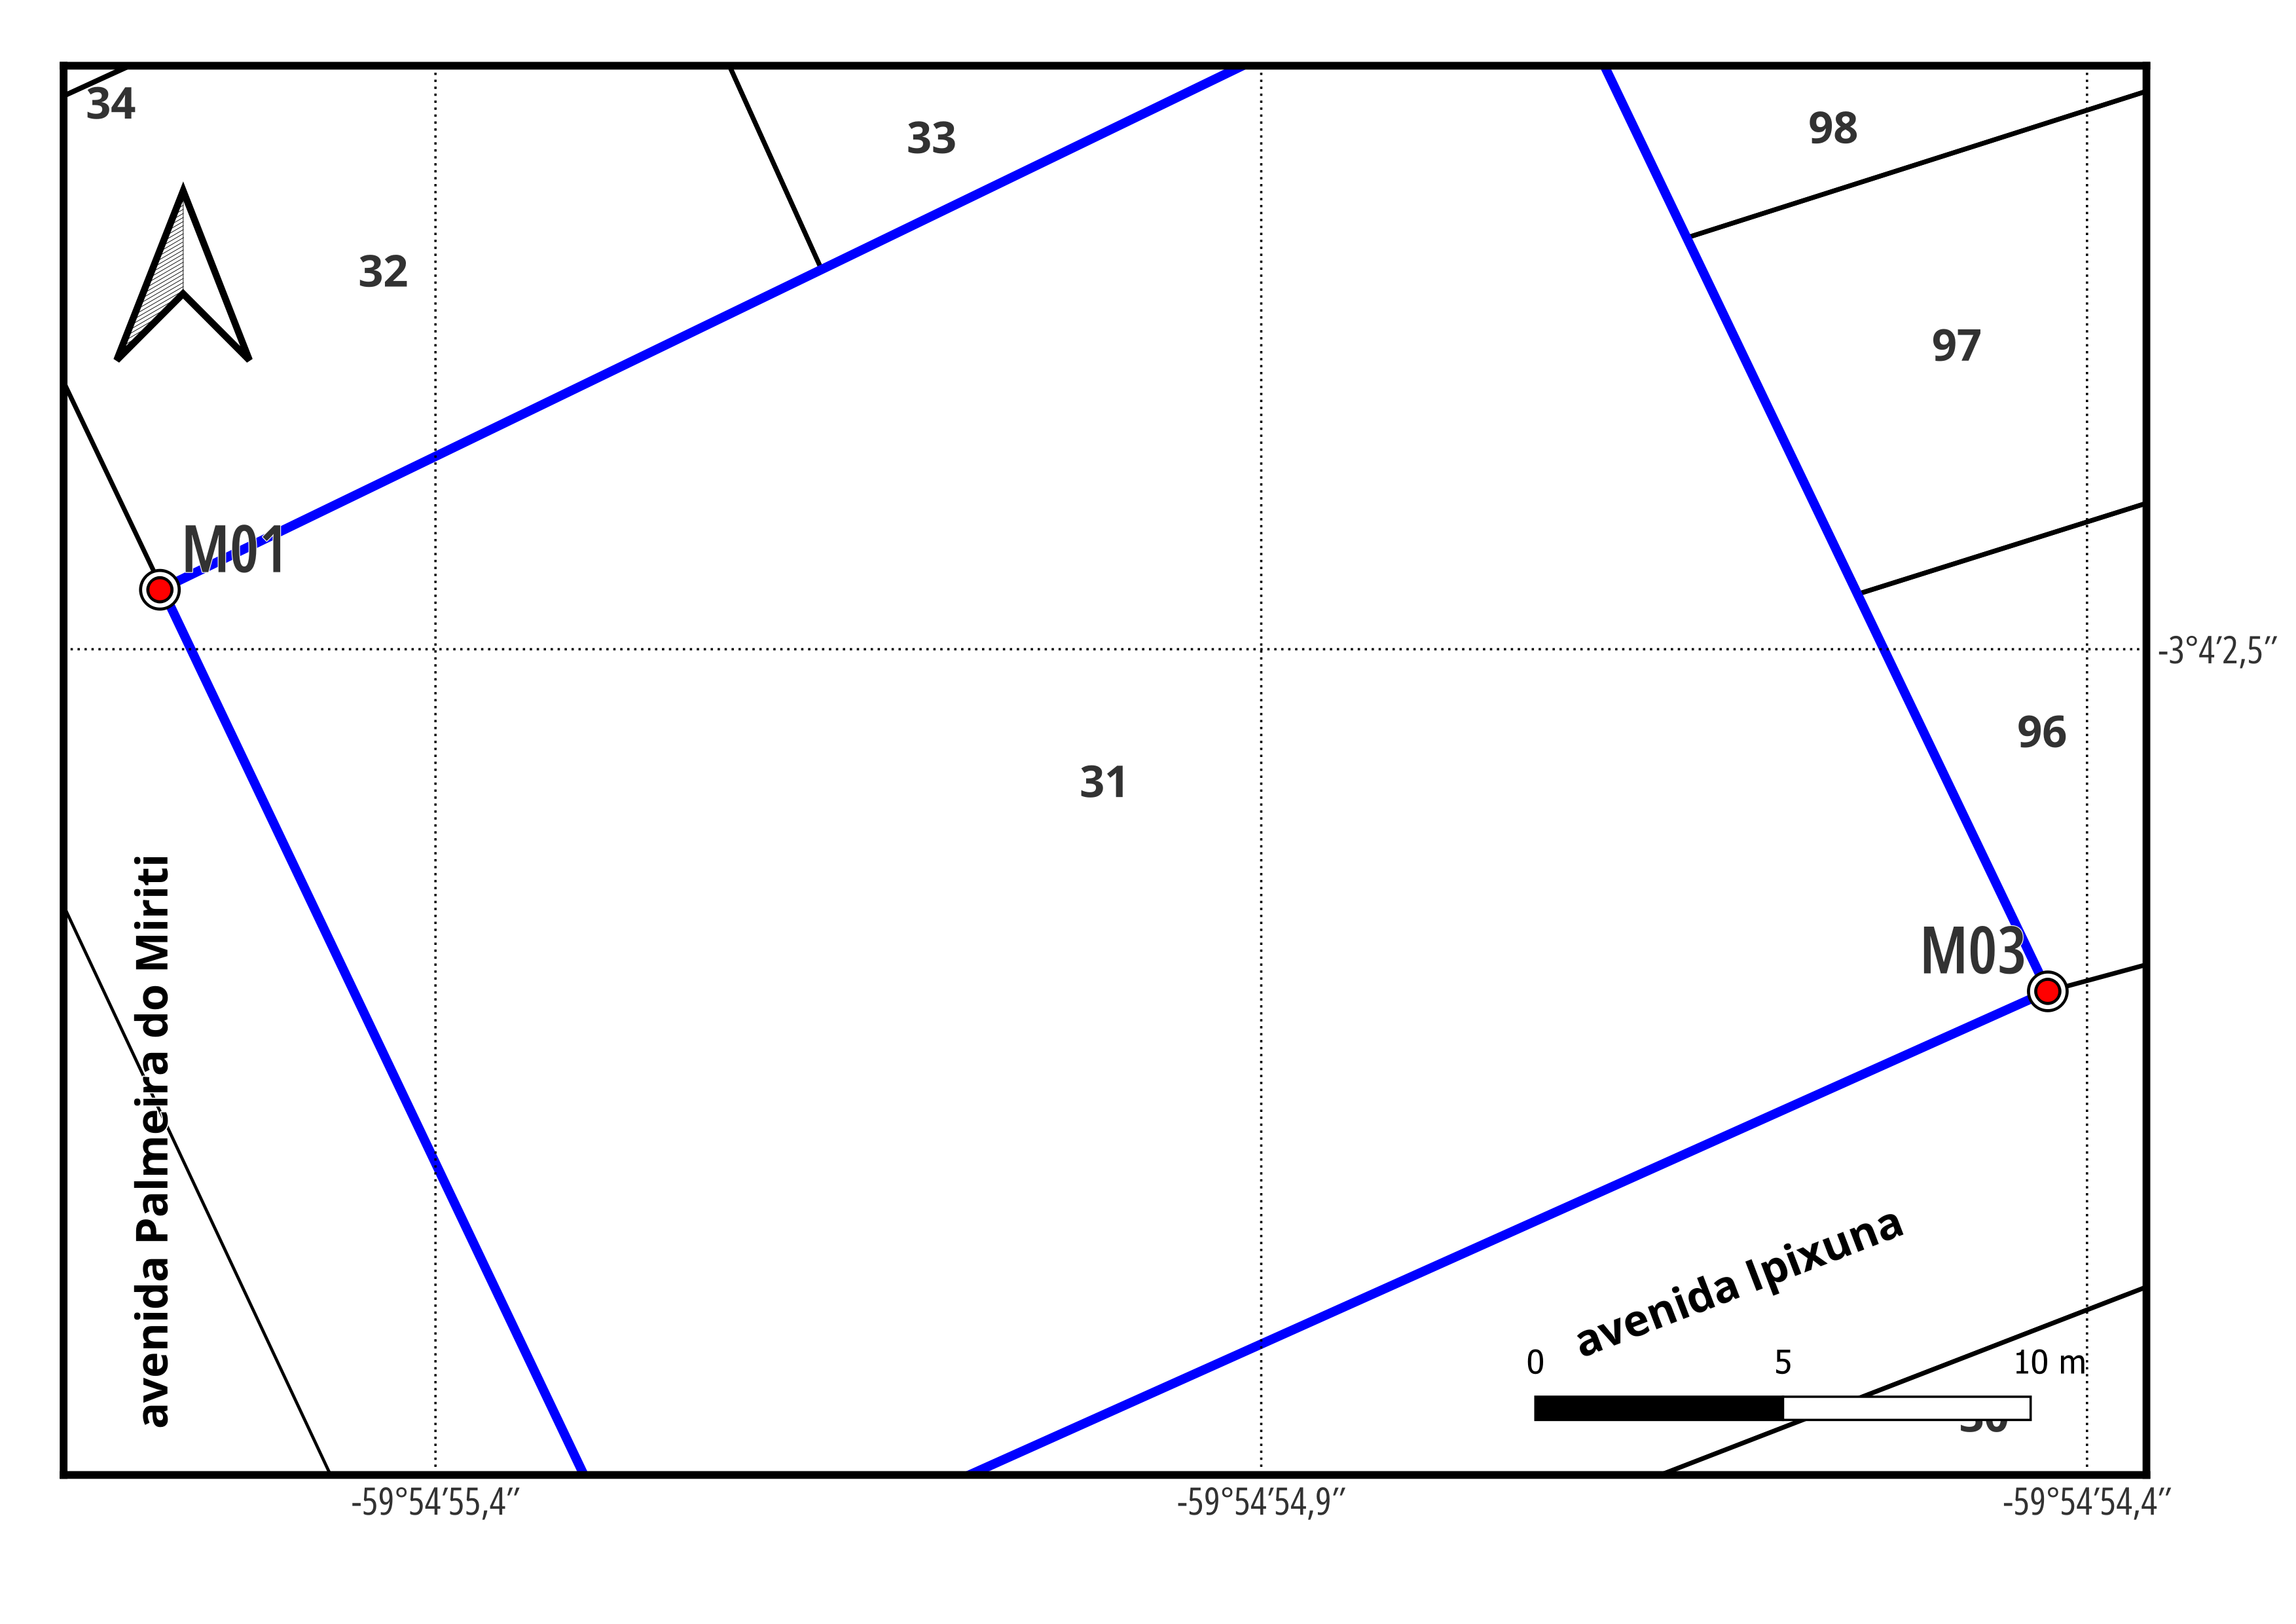 34
33
98
32
97
M01
-3°4′2,5″
96
31
avenida Palmeira do Miriti
M03
avenida Ipixuna
0 5 10 m
-59°54′55,4″ -59°54′54,9″ -59°54′54,4″